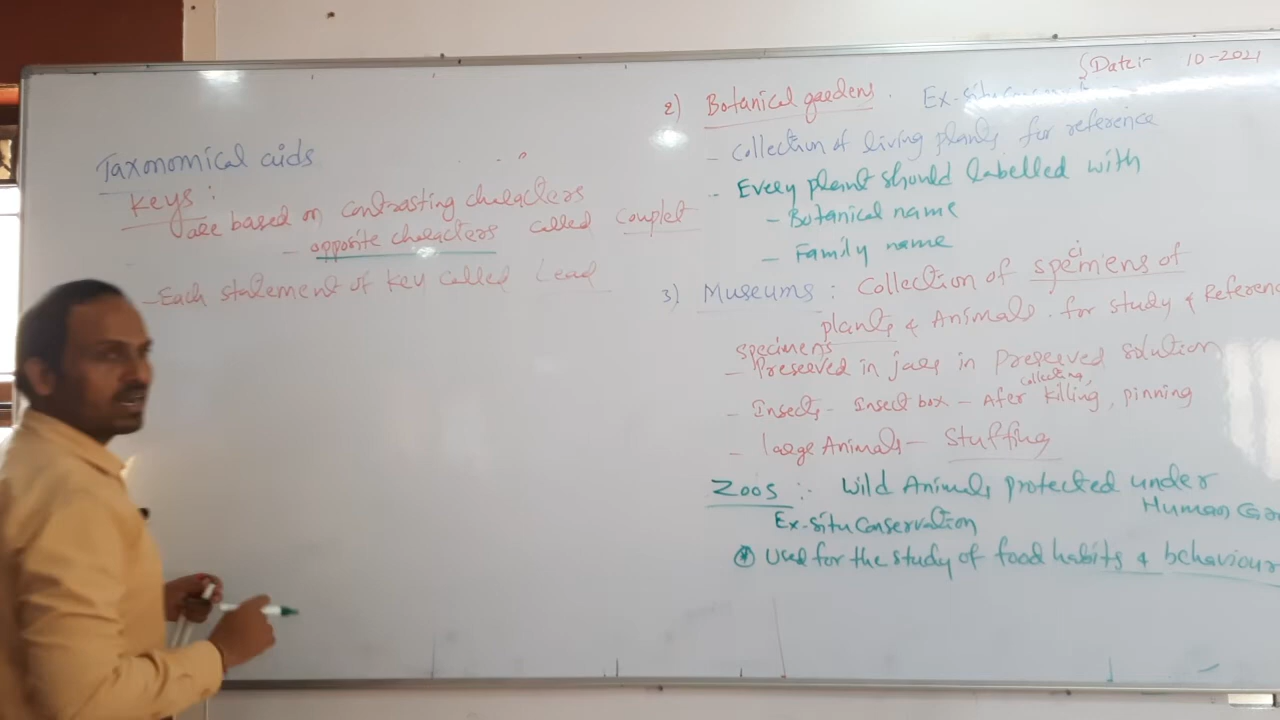 Taxonomical aids
Keys :
are based on contrasting characters
- opposite characters called Couplet
- Each statement of key called Lead
Date:- 10-2021
2) Botanical gardens . Ex-situ
- Collection of living plants for reference
- Every plant should labelled with
- Botanical name
- Family name
3) Museums : Collection of specimens of
plants & Animals . for study & Reference
specimens
- Preserved in jars in preserved solution
collecting,
- Insects - Insect box - Afer killing, pinning
- large Animals - Stuffing
Zoos :- Wild Animals protected under
Human
Ex-situ Conservation
* Used for the study of food habits & behaviour